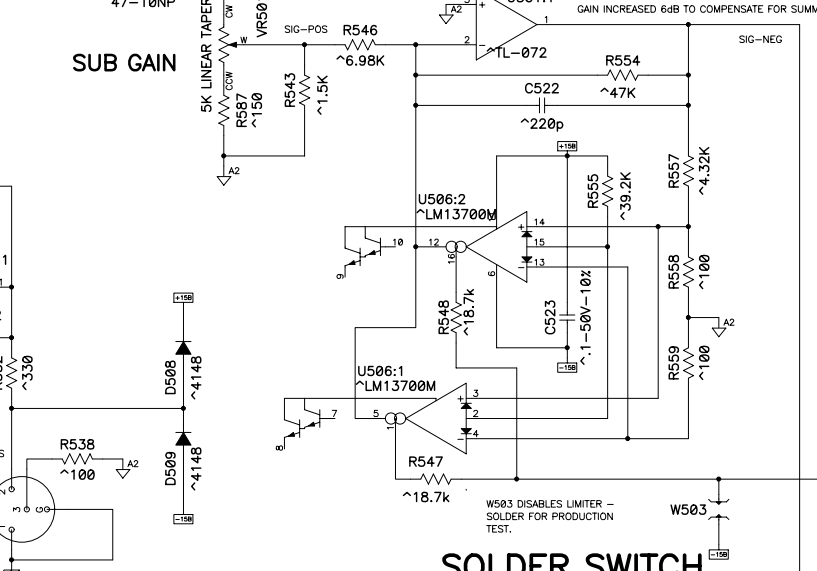 47-10NP
GAIN INCREASED 6dB TO COMPENSATE FOR SUMM
CW
5K LINEAR TAPER
W
SIG-POS
R546
^6.98K
A2
1
2
+
-
^TL-072
SIG-NEG
SUB GAIN
CCW
R587
^150
R543
^1.5K
R554
^47K
C522
^220p
A2
+15B
R555
^39.2K
R557
^4.32K
U506:2
^LM13700M
10
9
12
16
6
+
-
14
15
13
R558
^100
A2
C523
^.1-50V-10%
-15B
R548
^18.7k
R559
^100
+15B
D508
^4148
^330
U506:1
^LM13700M
7
8
5
1
+
-
3
2
4
R538
^100
A2
D509
^4148
-15B
R547
^18.7k
W503 DISABLES LIMITER -
SOLDER FOR PRODUCTION
TEST.
W503
-15B
2
3
G
1
SOLDER SWITCH